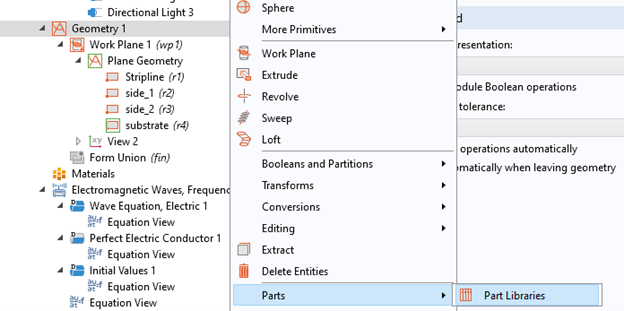 Directional Light 3
Geometry 1
Work Plane 1 (wp1)
Plane Geometry
Stripline (r1)
side_1 (r2)
side_2 (r3)
substrate (r4)
View 2
Form Union (fin)
Materials
Electromagnetic Waves, Frequenc
Wave Equation, Electric 1
Equation View
Perfect Electric Conductor 1
Equation View
Initial Values 1
Equation View
Equation View
Sphere
More Primitives
Work Plane
Extrude
Revolve
Sweep
Loft
Booleans and Partitions
Transforms
Conversions
Editing
Extract
Delete Entities
Parts
Part Libraries
d
resentation:
odule Boolean operations
tolerance:
operations automatically
omatically when leaving geometry